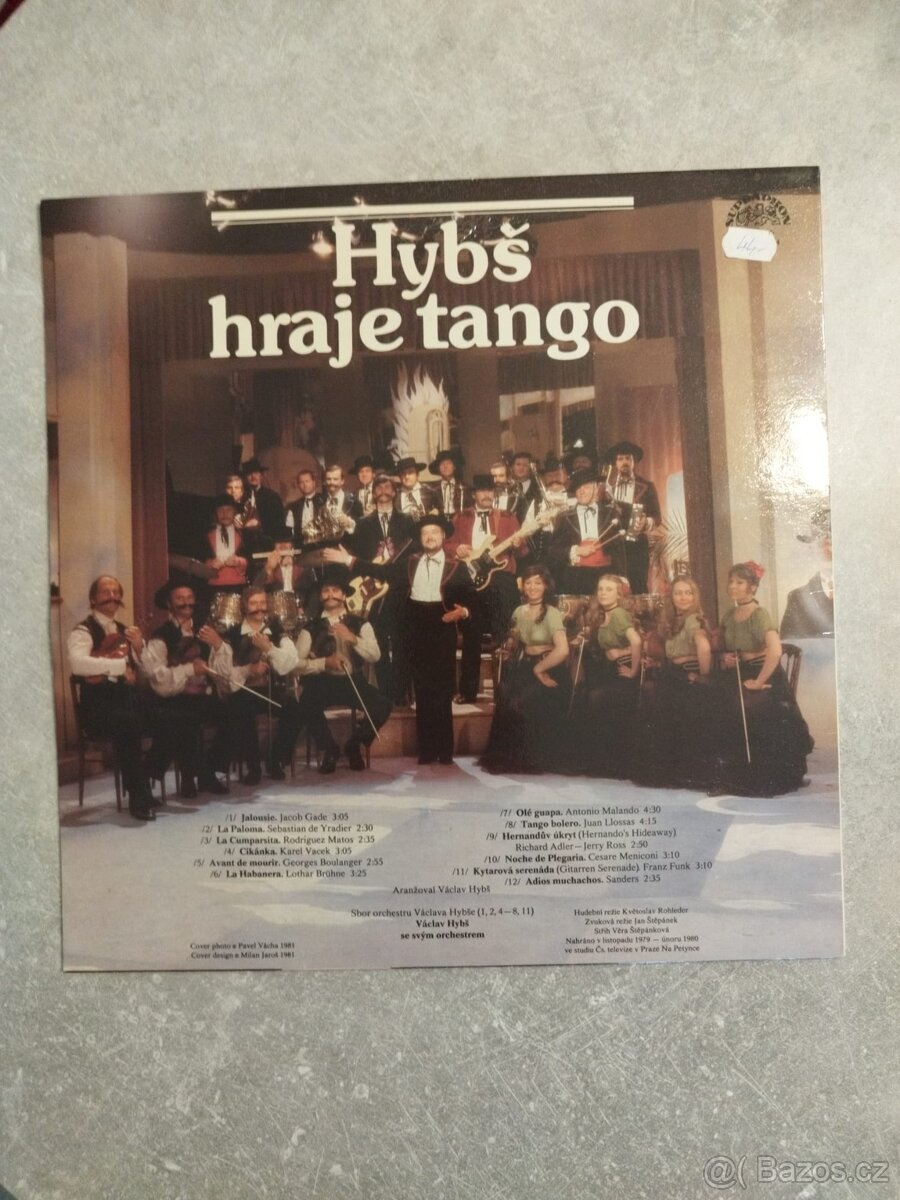 SUPRAPHON
44,-
Hybš
hraje tango
/1/ Jalousie. Jacob Gade 3:05
/2/ La Paloma. Sebastian de Yradier 2:30
/3/ La Cumparsita. Rodriguez Matos 2:35
/4/ Cikánka. Karel Vacek 3:05
/5/ Avant de mourir. Georges Boulanger 2:55
/6/ La Habanera. Lothar Brühne 3:25
/7/ Olé guapa. Antonio Malando 4:30
/8/ Tango bolero. Juan Llossas 4:15
/9/ Hernandův úkryt (Hernando's Hideaway)
Richard Adler—Jerry Ross 2:50
/10/ Noche de Plegaria. Cesare Meniconi 3:10
/11/ Kytarová serenáda (Gitarren Serenade). Franz Funk 3:10
/12/ Adios muchachos. Sanders 2:35
Aranžoval Václav Hybš
Sbor orchestru Václava Hybše (1, 2, 4—8, 11)
Václav Hybš
se svým orchestrem
Hudební režie Květoslav Rohleder
Zvuková režie Jan Štěpánek
Střih Věra Štěpánková
Nahráno v listopadu 1979 — únoru 1980
ve studiu Čs. televize v Praze Na Petynce
Cover photo © Pavel Vácha 1981
Cover design © Milan Jaroš 1981
@( Bazos.cz